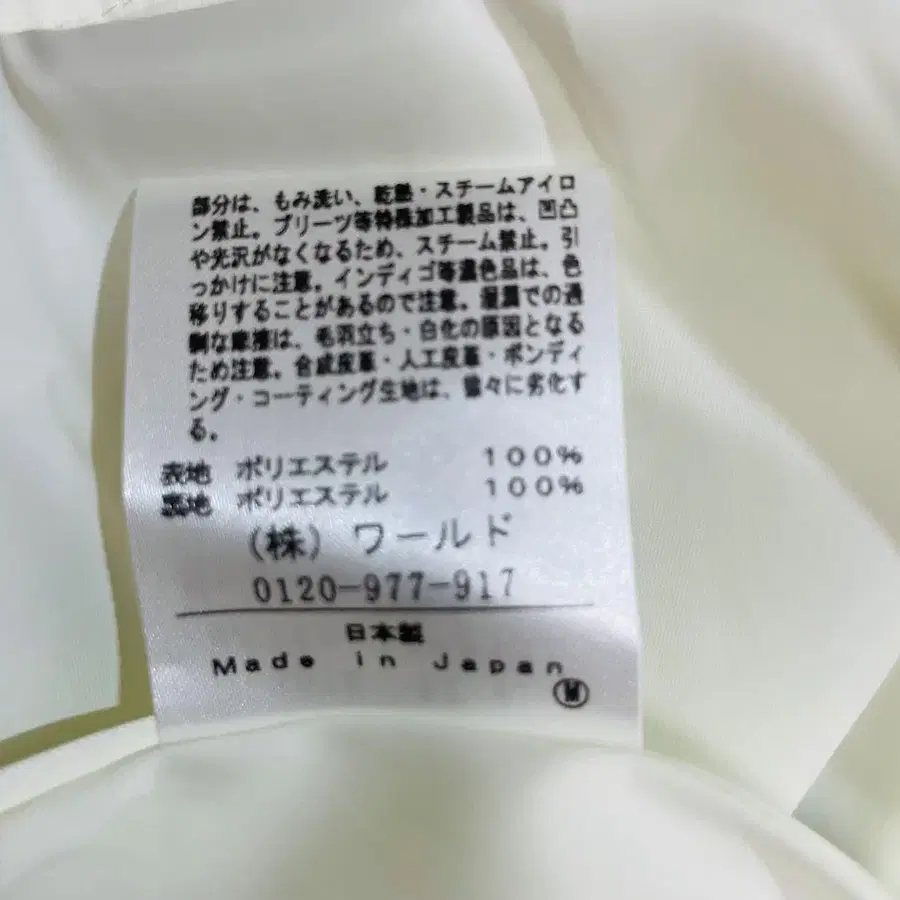 部分は、もみ洗い、乾熱・スチームアイロ
ン禁止。プリーツ等特殊加工製品は、凹凸
や光沢がなくなるため、スチーム禁止。引
っかけに注意。インディゴ等濃色品は、色
移りすることがあるので注意。湿潤での過
剰な摩擦は、毛羽立ち・白化の原因となる
ため注意。合成皮革・人工皮革・ボンディ
ング・コーティング生地は、徐々に劣化す
る。
表地 ポリエステル 100%
裏地 ポリエステル 100%
(株) ワールド
0120-977-917
日本製
Made in Japan
M